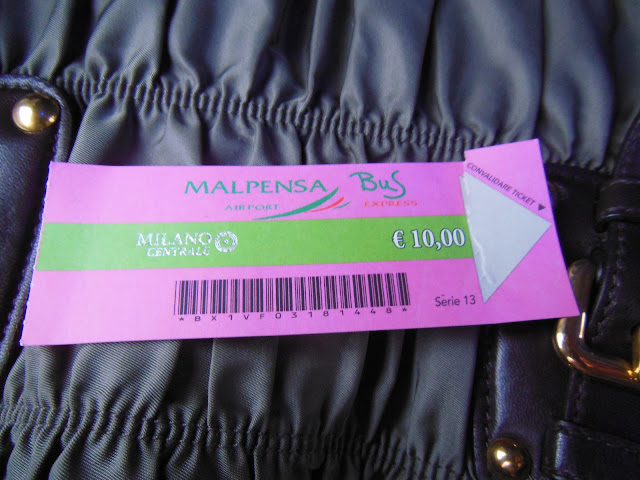 MALPENSA BuS
AIRPORT EXPRESS
CONVALIDARE TICKET
MILANO
CENTRALE
€ 10,00
*BX1VFD3181448*
Serie 13